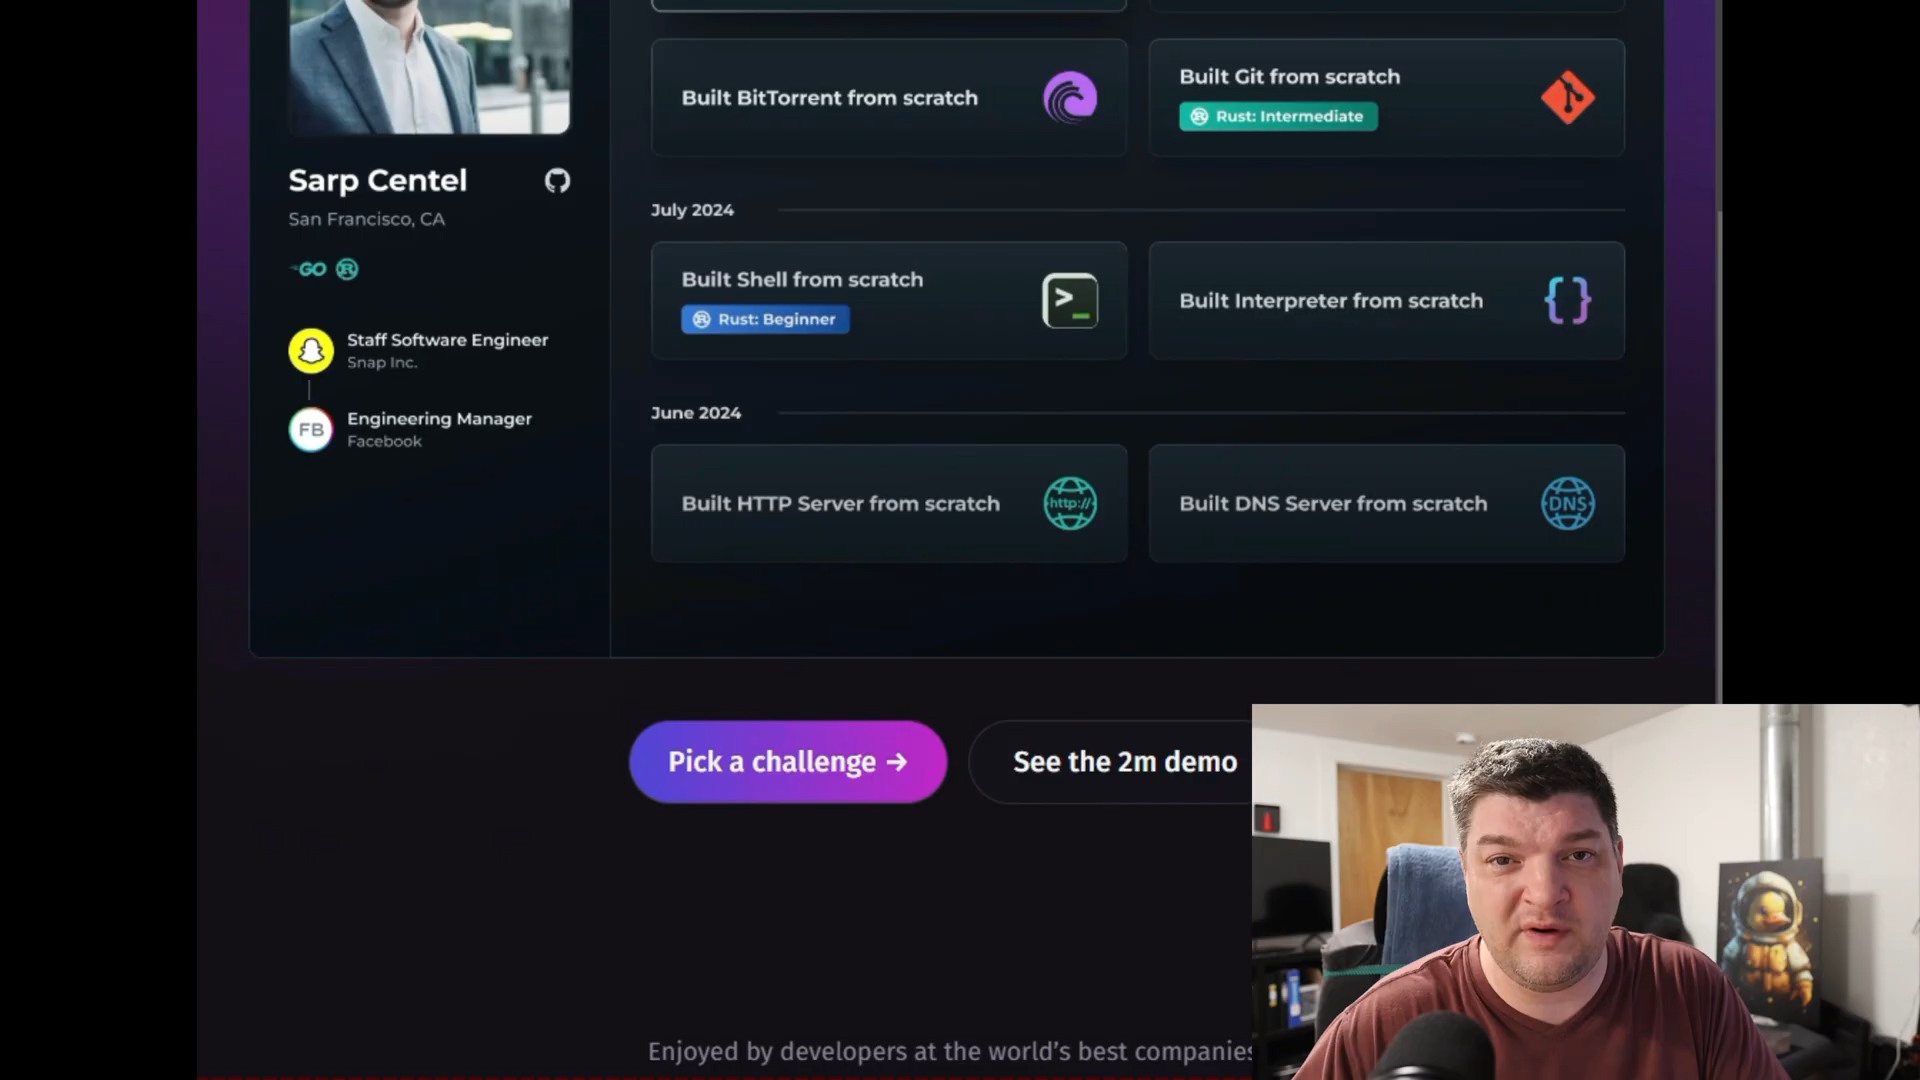 Sarp Centel
San Francisco, CA
GO
Staff Software Engineer
Snap Inc.
FB
Engineering Manager
Facebook
Built BitTorrent from scratch
Built Git from scratch
Rust: Intermediate
July 2024
Built Shell from scratch
Rust: Beginner
>_
Built Interpreter from scratch
{}
June 2024
Built HTTP Server from scratch
http://
Built DNS Server from scratch
DNS
Pick a challenge →
See the 2m demo
Enjoyed by developers at the world's best companies